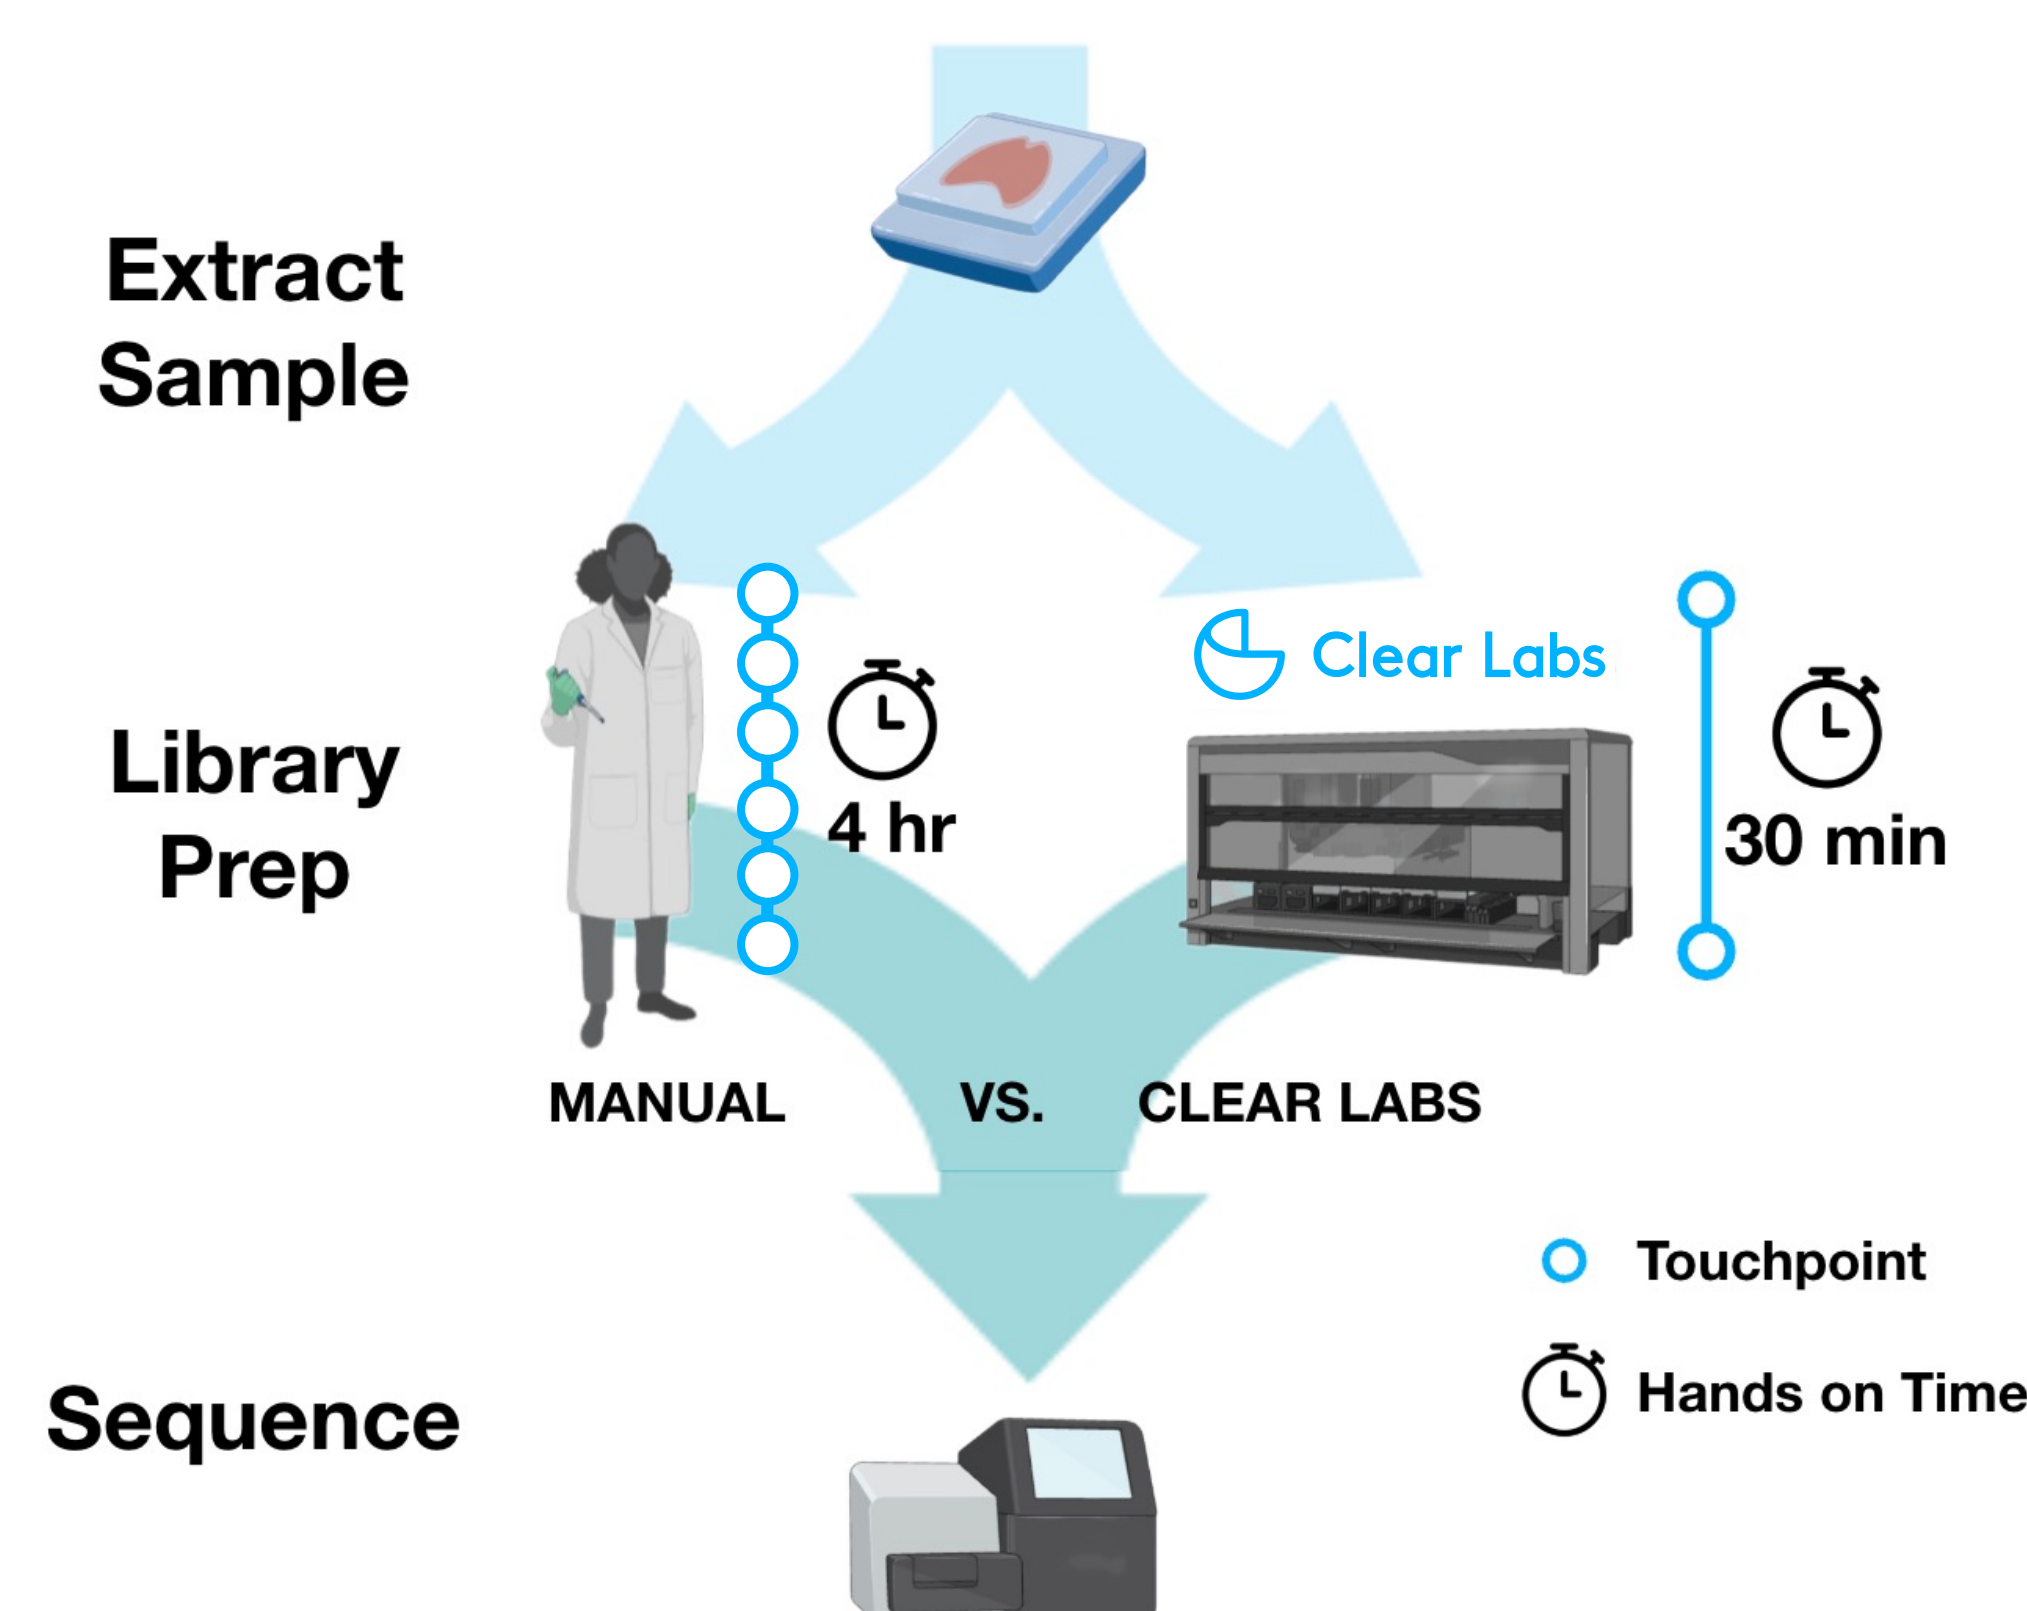 Extract
Sample
Clear Labs
Library
Prep
4 hr
30 min
MANUAL VS. CLEAR LABS
Touchpoint
Hands on Time
Sequence